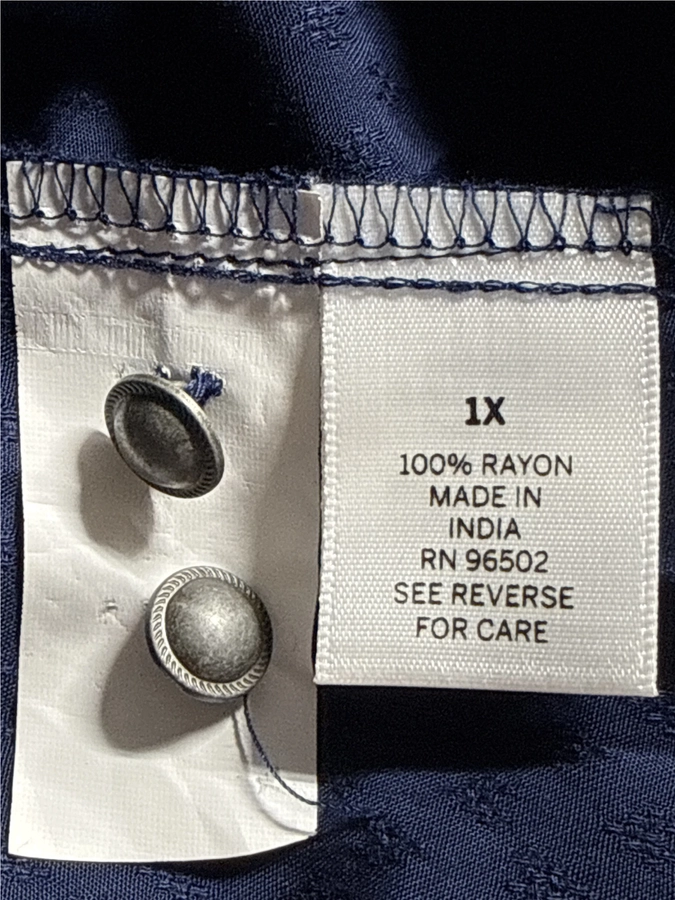 1X
100% RAYON
MADE IN
INDIA
RN 96502
SEE REVERSE
FOR CARE